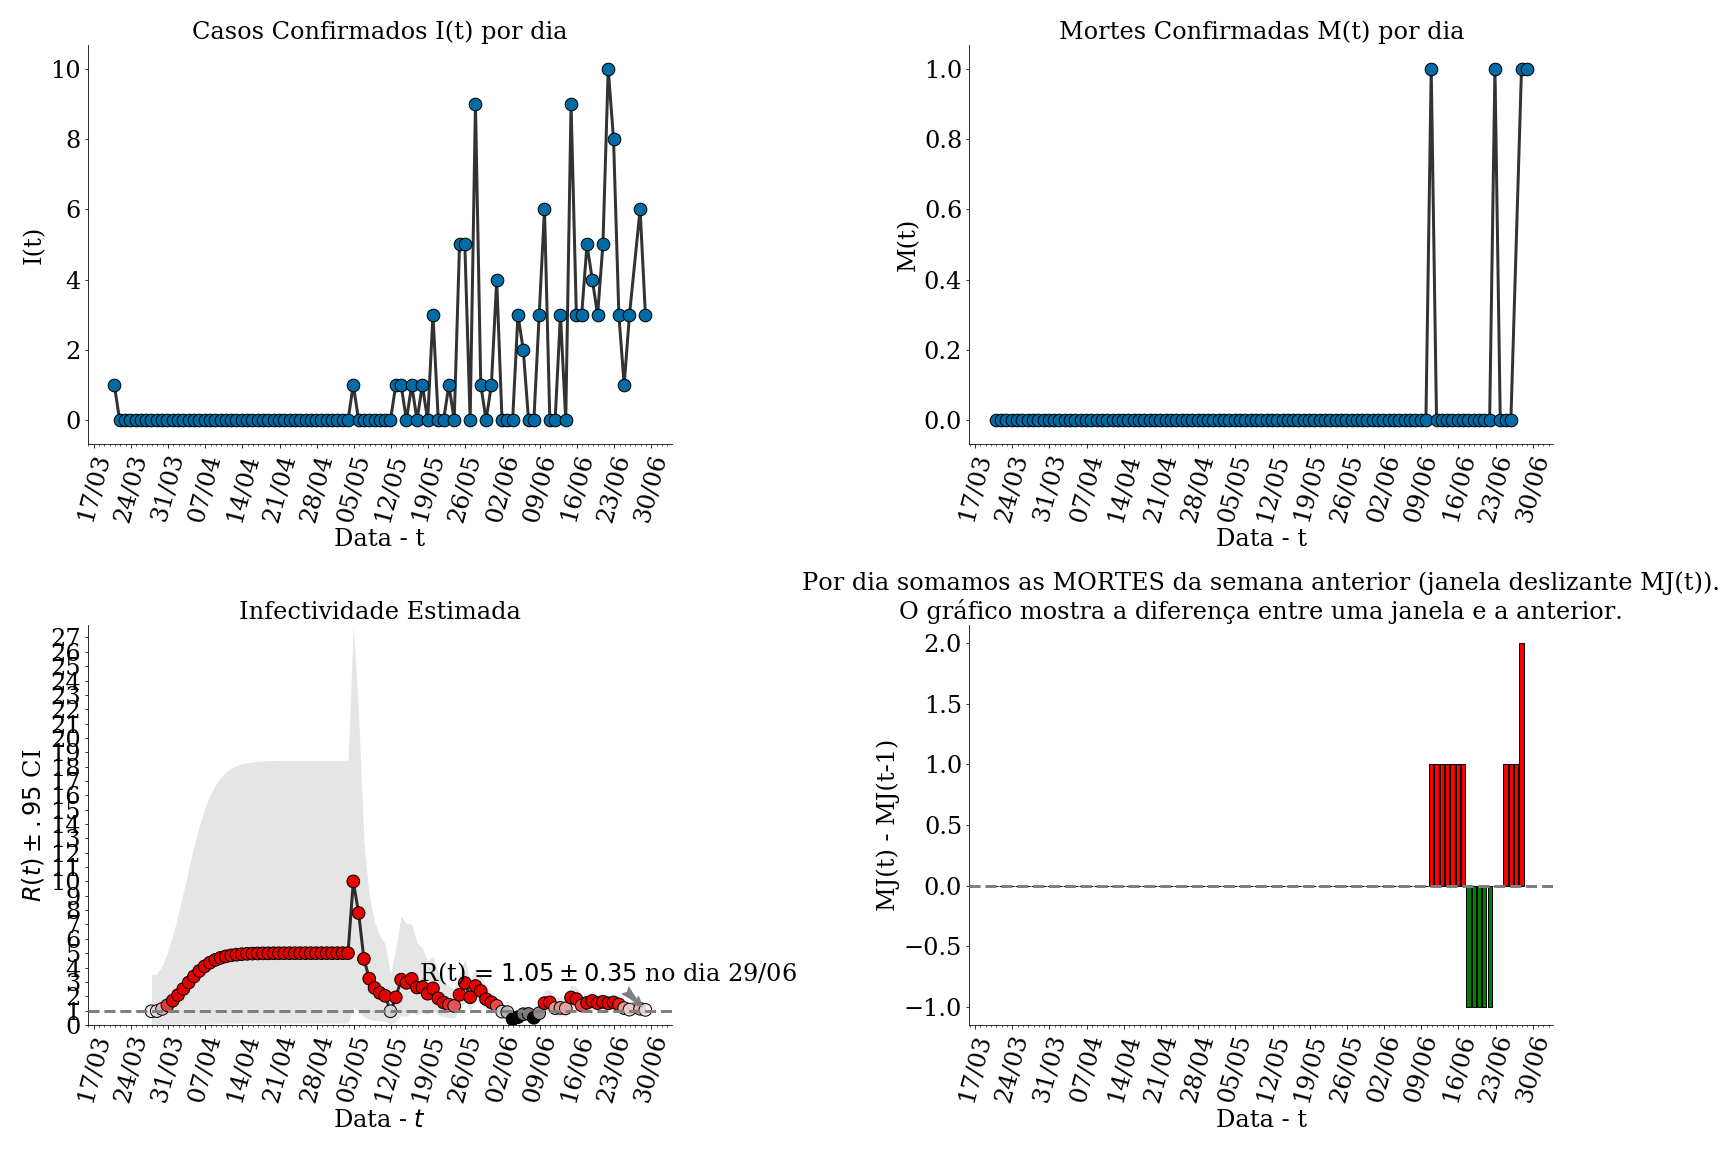 Casos Confirmados I(t) por dia
I(t)
10
8
6
4
2
0
17/03 24/03 31/03 07/04 14/04 21/04 28/04 05/05 12/05 19/05 26/05 02/06 09/06 16/06 23/06 30/06
Data - t
Mortes Confirmadas M(t) por dia
M(t)
1.0
0.8
0.6
0.4
0.2
0.0
17/03 24/03 31/03 07/04 14/04 21/04 28/04 05/05 12/05 19/05 26/05 02/06 09/06 16/06 23/06 30/06
Data - t
Infectividade Estimada
R(t) ± .95 CI
27
26
25
24
23
22
21
20
19
18
17
16
15
14
13
12
11
10
9
8
7
6
5
4
3
2
1
0
R(t) = 1.05 ± 0.35 no dia 29/06
17/03 24/03 31/03 07/04 14/04 21/04 28/04 05/05 12/05 19/05 26/05 02/06 09/06 16/06 23/06 30/06
Data - t
Por dia somamos as MORTES da semana anterior (janela deslizante MJ(t)).
O gráfico mostra a diferença entre uma janela e a anterior.
MJ(t) - MJ(t-1)
2.0
1.5
1.0
0.5
0.0
−0.5
−1.0
17/03 24/03 31/03 07/04 14/04 21/04 28/04 05/05 12/05 19/05 26/05 02/06 09/06 16/06 23/06 30/06
Data - t